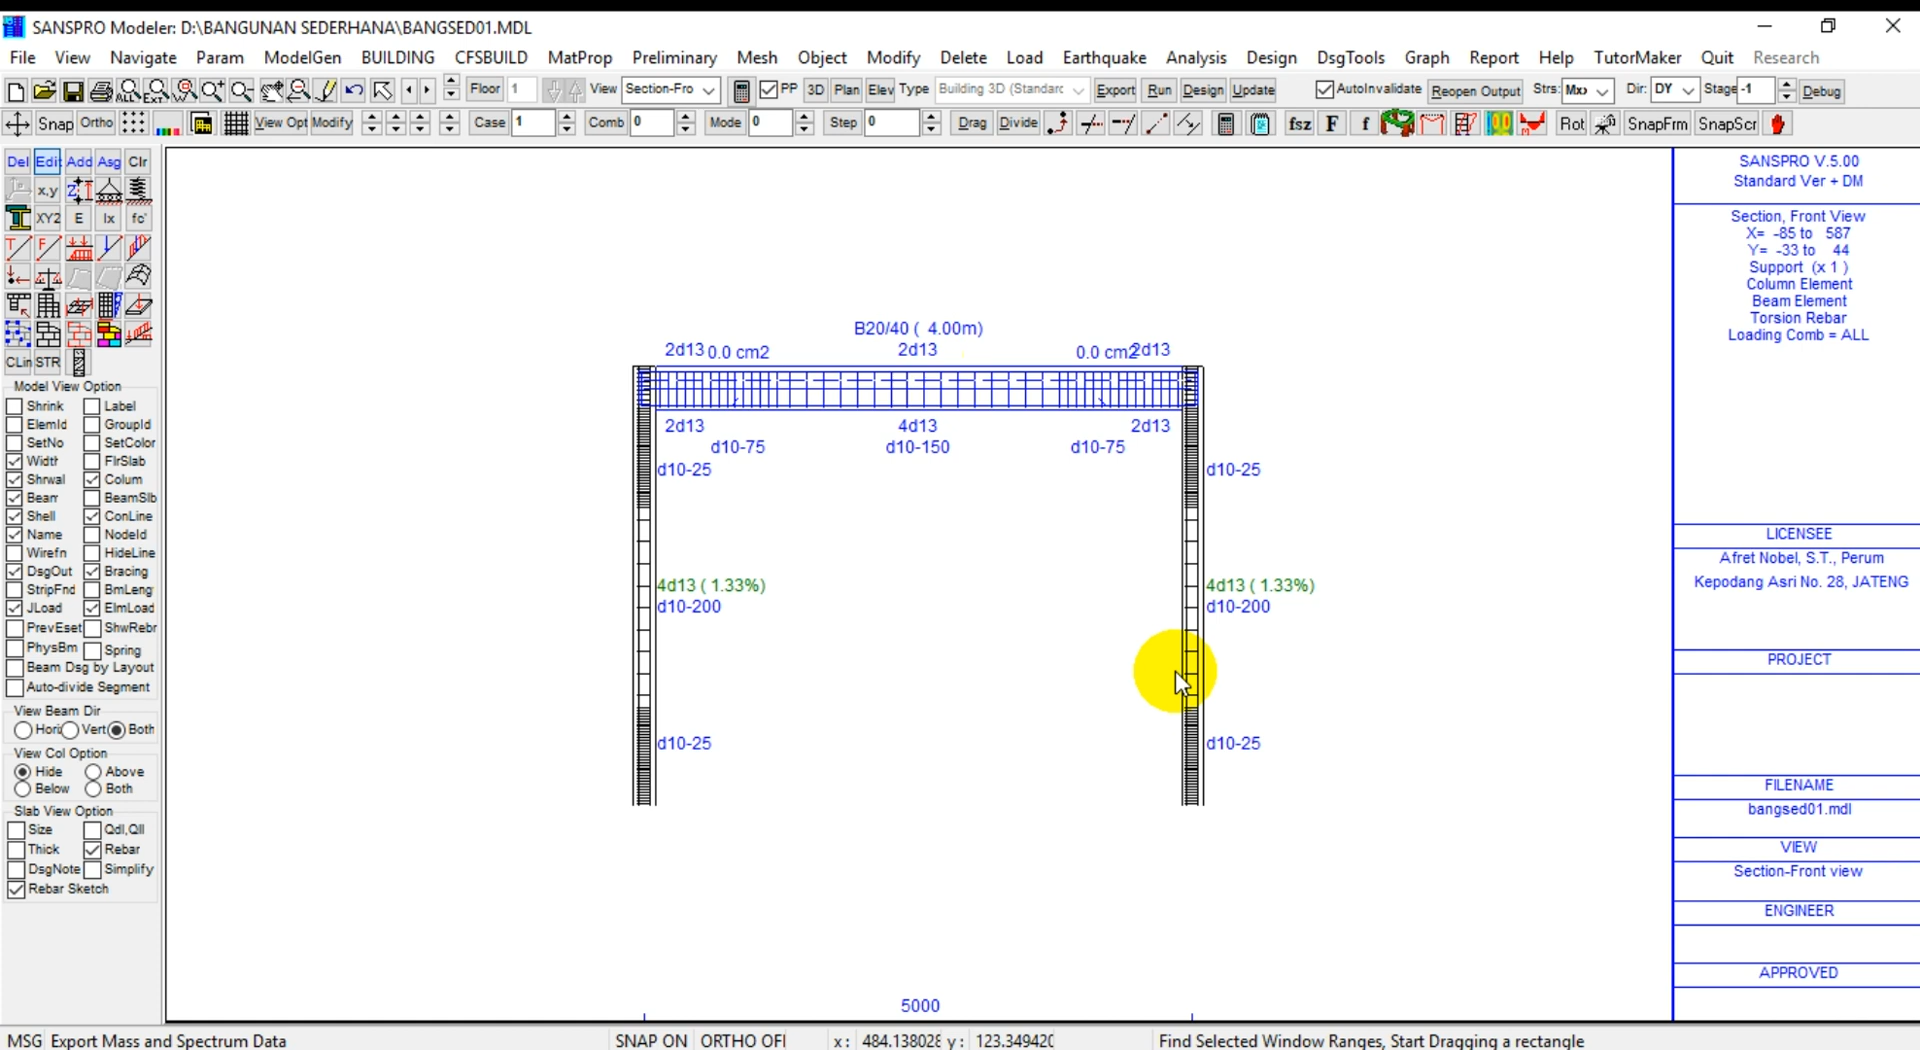 SANSPRO Modeler: D:\BANGUNAN SEDERHANA\BANGSED01.MDL
File View Navigate Param ModelGen BUILDING CFSBUILD MatProp Preliminary Mesh Object Modify Delete Load Earthquake Analysis Design DsgTools Graph Report Help TutorMaker Quit Research
ALL EXT Floor 1 View Section-Fro PP 3D Plan Elev Type Building 3D (Standarc Export Run Design Update AutoInvalidate Reopen Output Strs: Mxx Dir: DY Stage -1 Debug
Snap Ortho View Opt Modify Case 1 Comb 0 Mode 0 Step 0 Drag Divide fsz F f Rot SnapFrm SnapScr
Del Edit Add Asg Clr
x,y Z
XY2 E Ix fc'
T F
CLin STR
Model View Option
Shrink Label
ElemId GroupId
SetNo SetColor
Width FlrSlab
Shrwal Colum
Bear BeamSlb
Shell ConLine
Name NodeId
Wirefn HideLine
DsgOut Bracing
StripFnd BmLeng
JLoad ElmLoad
PrevEset ShwRebr
PhysBm Spring
Beam Dsg by Layout
Auto-divide Segment
View Beam Dir
Hori Vert Both
View Col Option
Hide Above
Below Both
Slab View Option
Size Qdl,Qll
Thick Rebar
DsgNote Simplify
Rebar Sketch
B20/40 ( 4.00m)
2d13 0.0 cm2 2d13 0.0 cm2 2d13
2d13 4d13 2d13
d10-75 d10-150 d10-75
d10-25 d10-25
4d13 ( 1.33%) 4d13 ( 1.33%)
d10-200 d10-200
d10-25 d10-25
5000
SANSPRO V.5.00
Standard Ver + DM
Section, Front View
X= -85 to 587
Y= -33 to 44
Support (x 1 )
Column Element
Beam Element
Torsion Rebar
Loading Comb = ALL
LICENSEE
Afret Nobel, S.T., Perum
Kepodang Asri No. 28, JATENG
PROJECT
FILENAME
bangsed01.mdl
VIEW
Section-Front view
ENGINEER
APPROVED
MSG Export Mass and Spectrum Data SNAP ON ORTHO OFI x: 484.138028 y: 123.349420 Find Selected Window Ranges, Start Dragging a rectangle